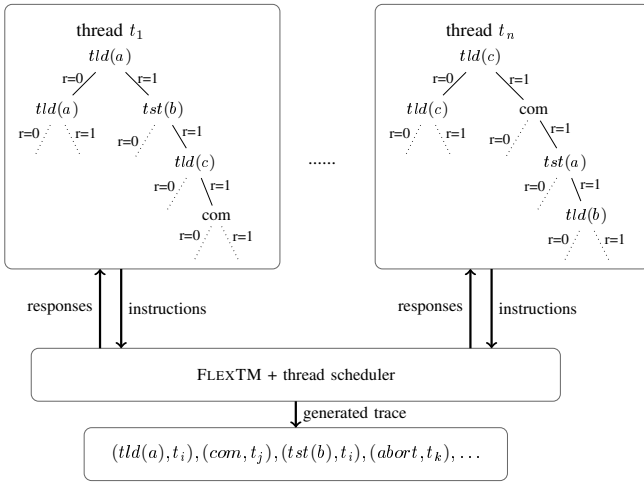 thread t₁ thread tₙ
tld(a) tld(c)
r=0 r=1 r=0 r=1
tld(a) tst(b) tld(c) com
r=0 r=1 r=0 r=1 r=0 r=1 r=0 r=1
tld(c) ...... tst(a)
r=0 r=1 r=0 r=1
com tld(b)
r=0 r=1 r=0 r=1
responses instructions responses instructions
FLEXTM + thread scheduler
generated trace
(tld(a), tᵢ), (com, tⱼ), (tst(b), tᵢ), (abort, tₖ), ...